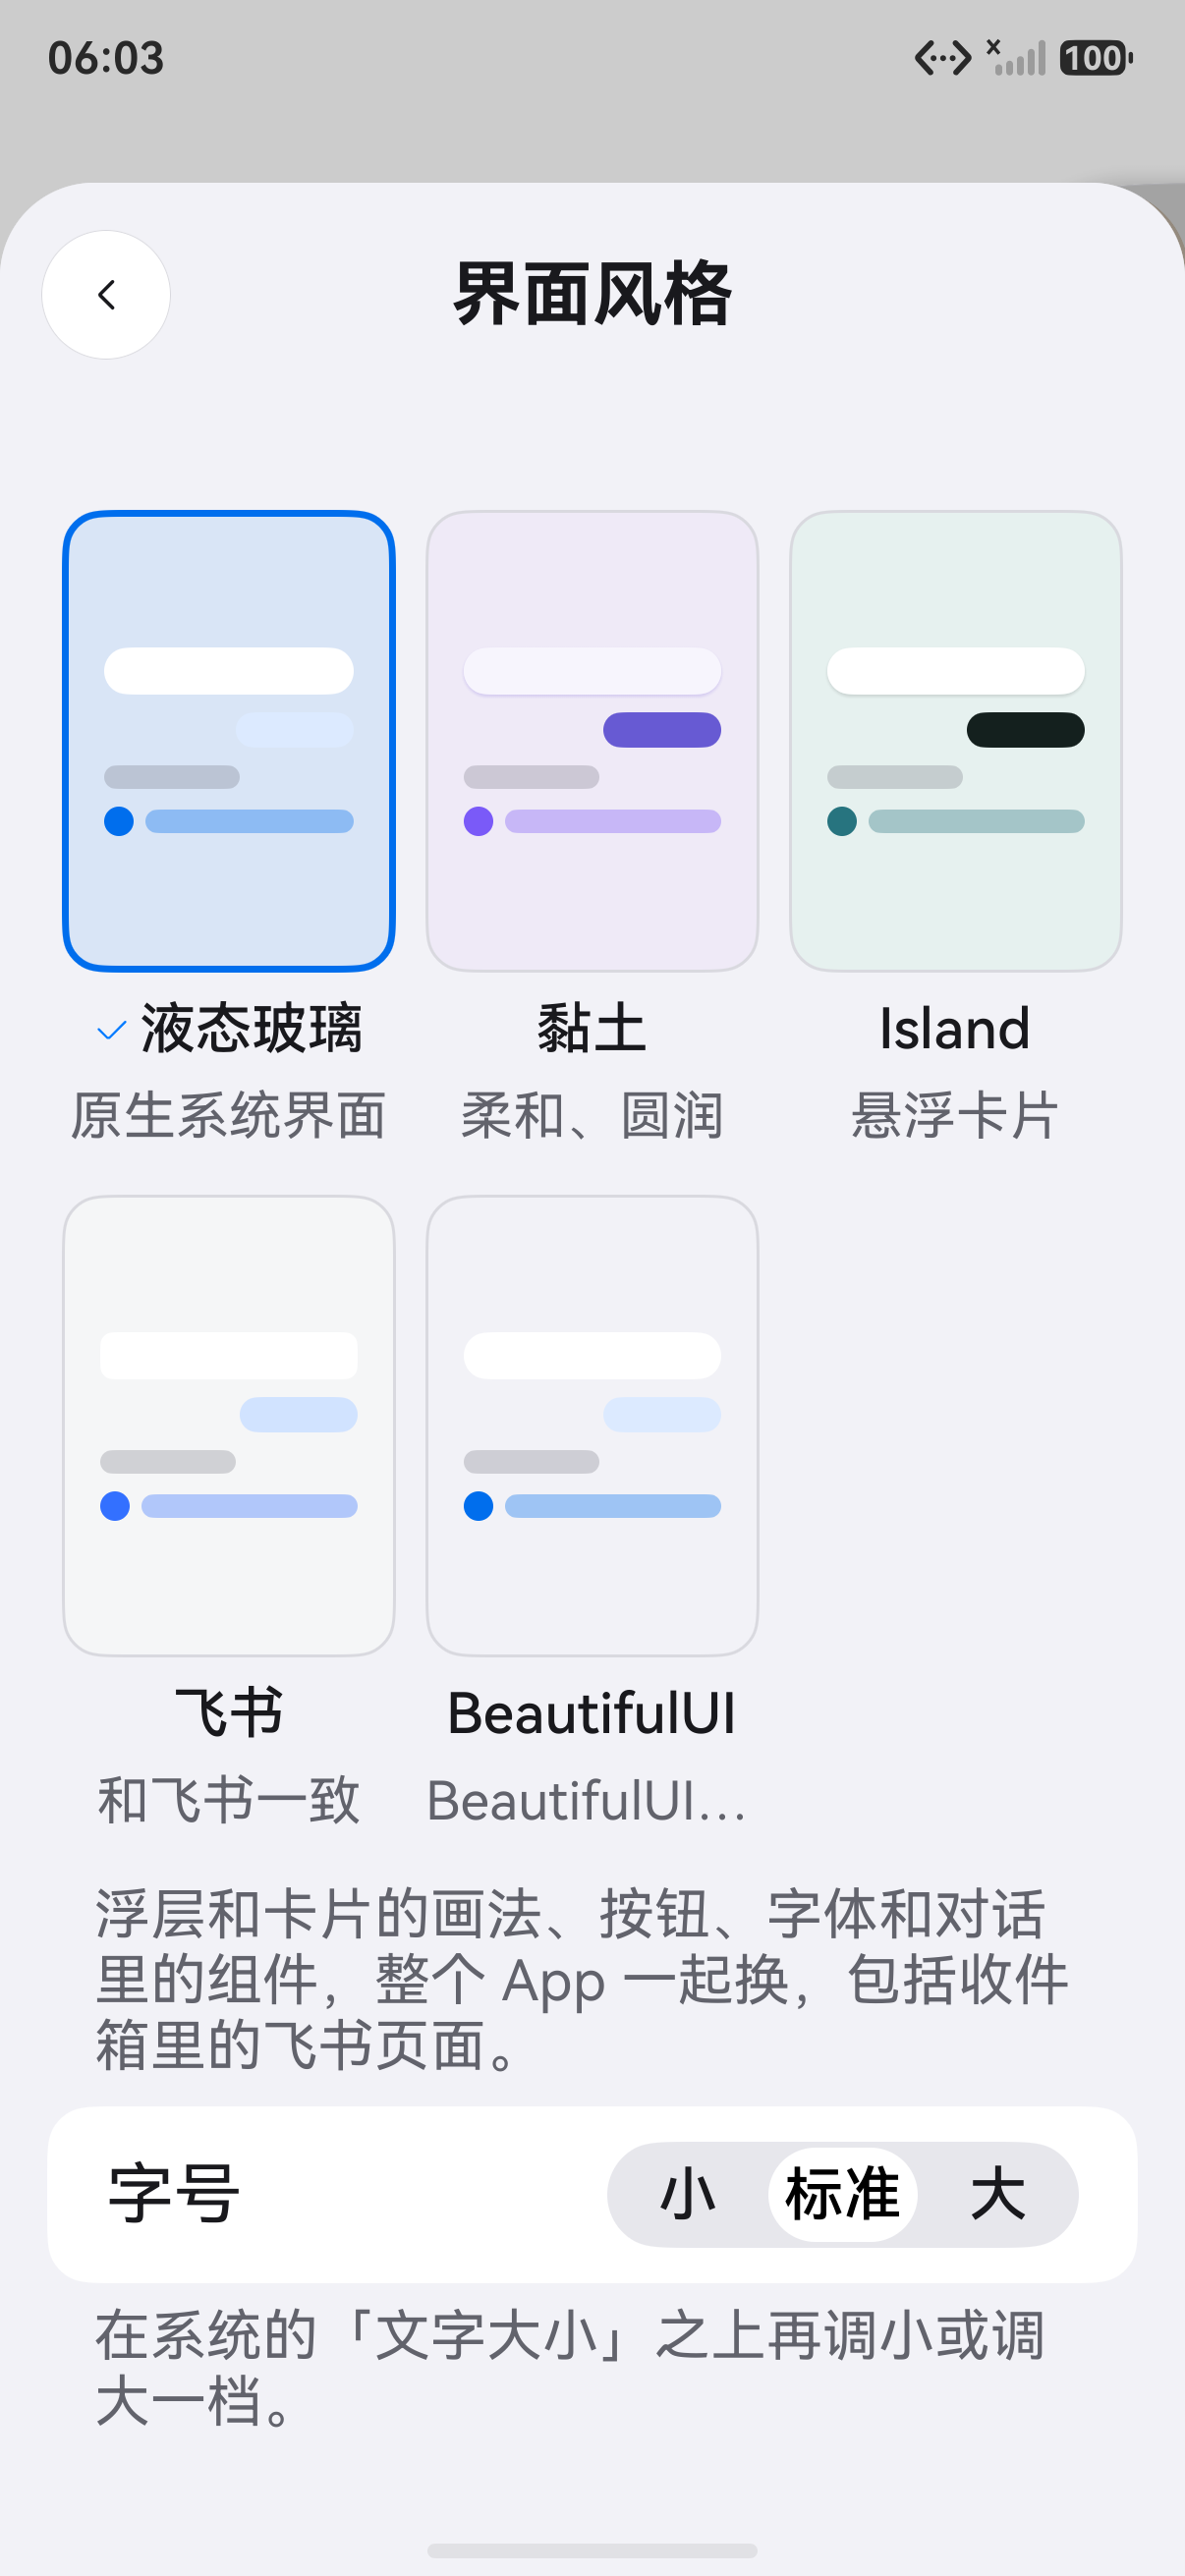 06:03
100
界面风格
液态玻璃
黏土
Island
原生系统界面
柔和、圆润
悬浮卡片
飞书
BeautifulUI
和飞书一致
BeautifulUI...
浮层和卡片的画法、按钮、字体和对话
里的组件，整个 App 一起换，包括收件
箱里的飞书页面。
字号
小
标准
大
在系统的「文字大小」之上再调小或调
大一档。